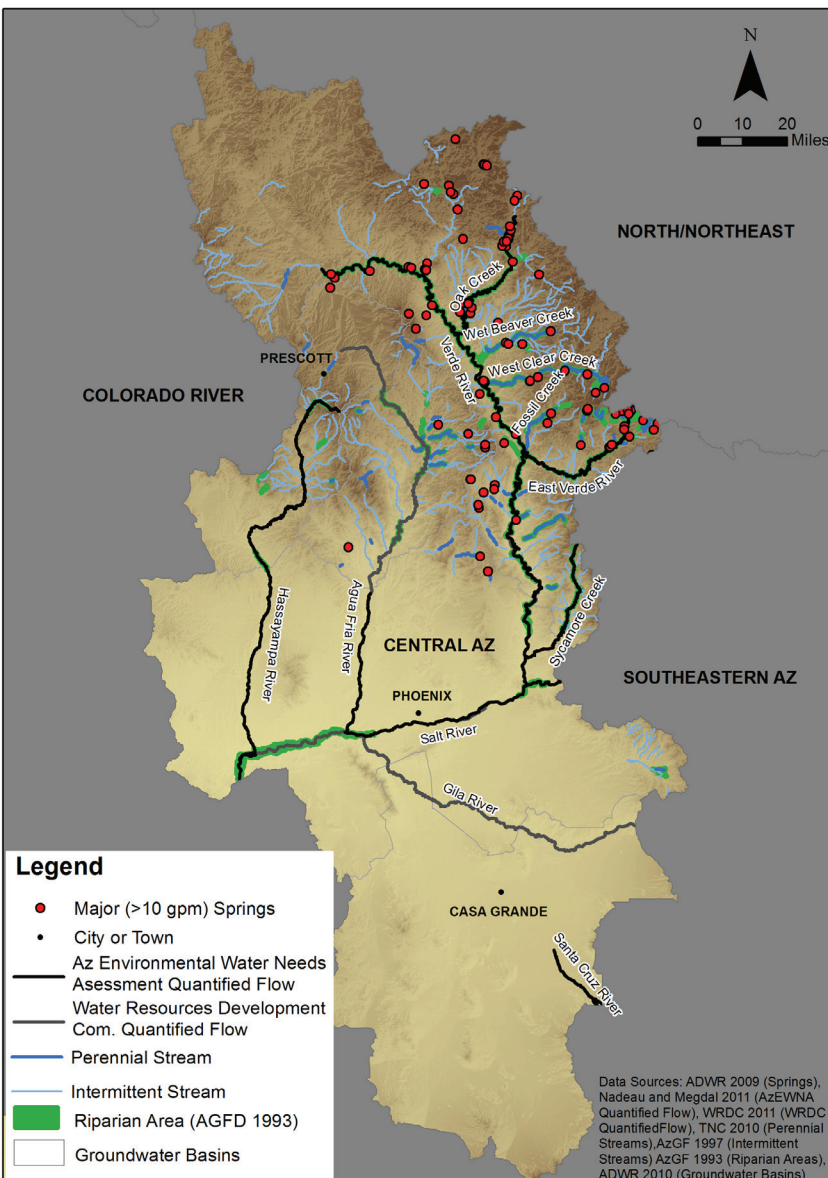 N
0 10 20
Miles
NORTH/NORTHEAST
Oak Creek
Wet Beaver Creek
PRESCOTT
Verde River
West Clear Creek
COLORADO RIVER
Fossil Creek
East Verde River
Hassayampa River
Agua Fria River
Sycamore Creek
CENTRAL AZ
SOUTHEASTERN AZ
PHOENIX
Salt River
Gila River
CASA GRANDE
Santa Cruz River
Legend
Major (>10 gpm) Springs
City or Town
Az Environmental Water Needs
Asessment Quantified Flow
Water Resources Development
Com. Quantified Flow
Perennial Stream
Intermittent Stream
Riparian Area (AGFD 1993)
Groundwater Basins
Data Sources: ADWR 2009 (Springs),
Nadeau and Megdal 2011 (AzEWNA
Quantified Flow), WRDC 2011 (WRDC
QuantifiedFlow), TNC 2010 (Perennial
Streams),AzGF 1997 (Intermittent
Streams) AzGF 1993 (Riparian Areas),
ADWR 2010 (Groundwater Basins)